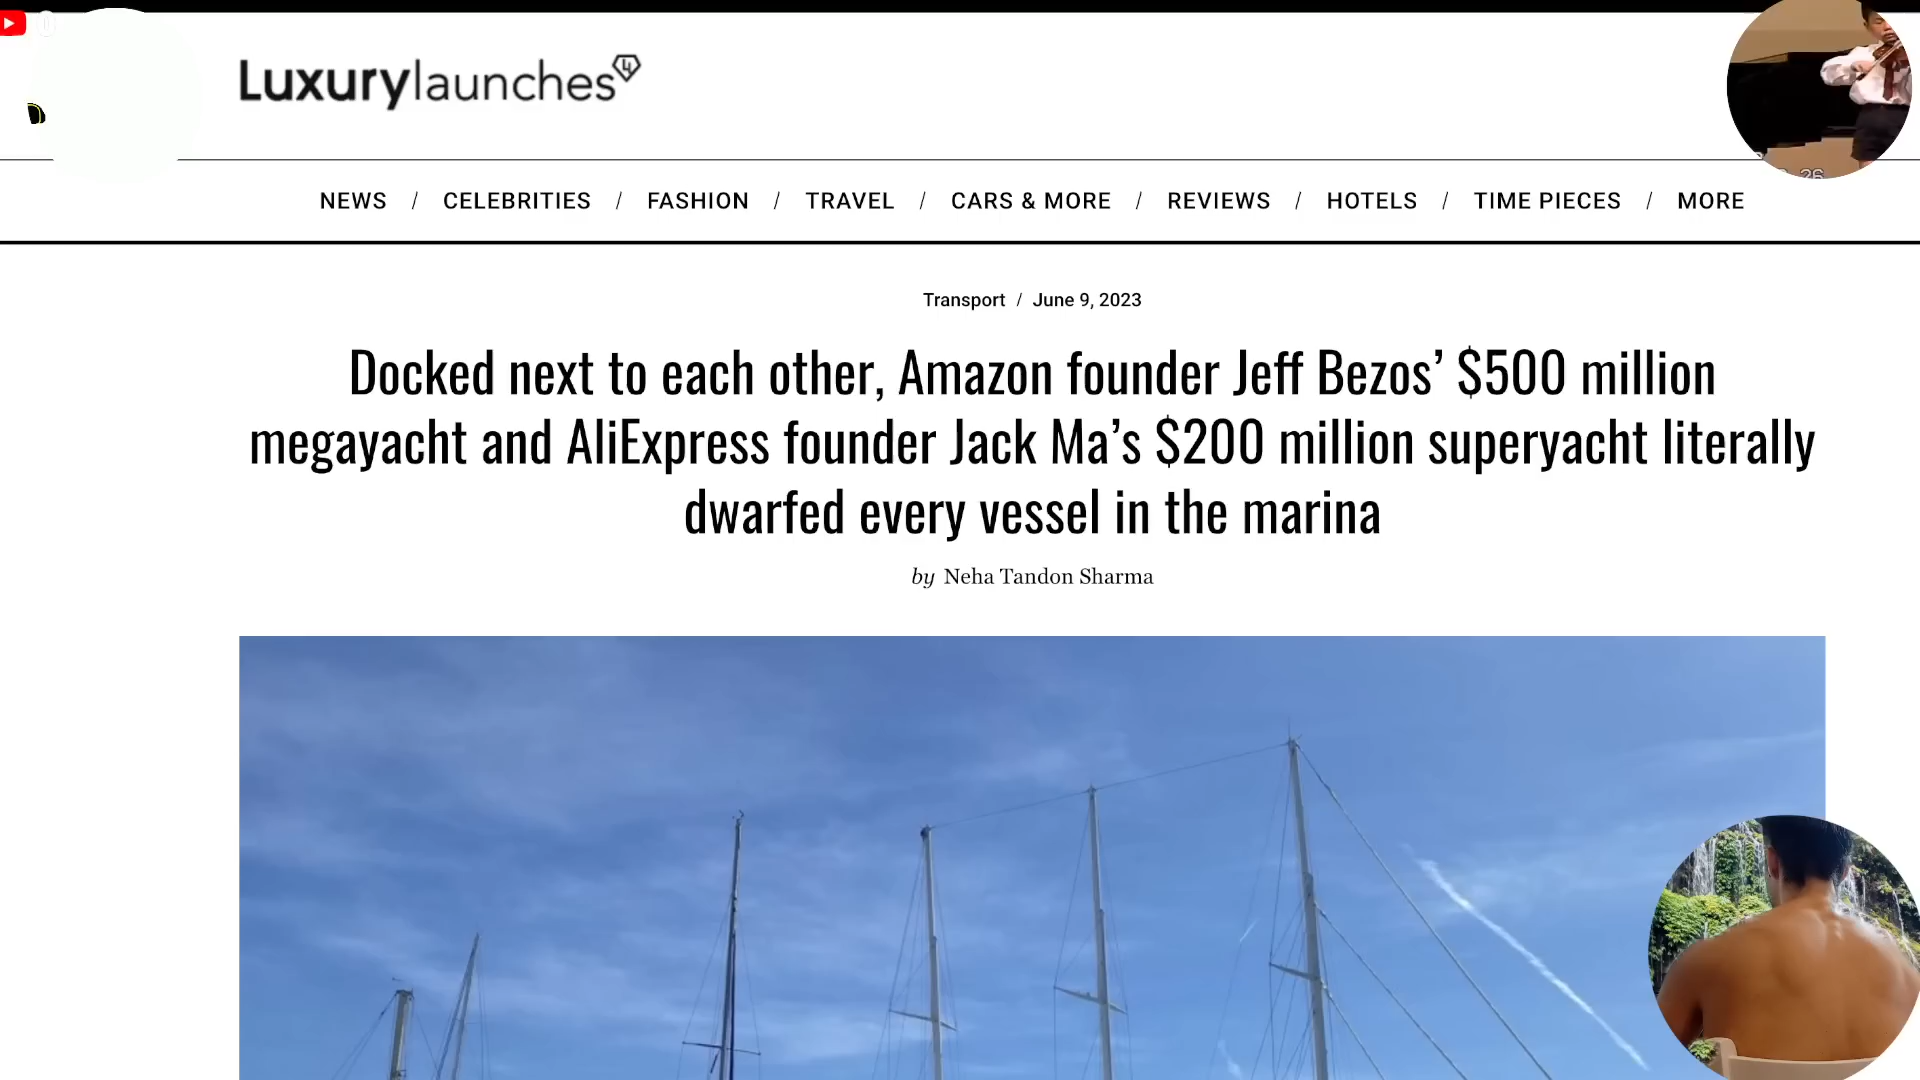 Luxurylaunches
NEWS / CELEBRITIES / FASHION / TRAVEL / CARS & MORE / REVIEWS / HOTELS / TIME PIECES / MORE
Transport / June 9, 2023
Docked next to each other, Amazon founder Jeff Bezos’ $500 million
megayacht and AliExpress founder Jack Ma’s $200 million superyacht literally
dwarfed every vessel in the marina
by Neha Tandon Sharma